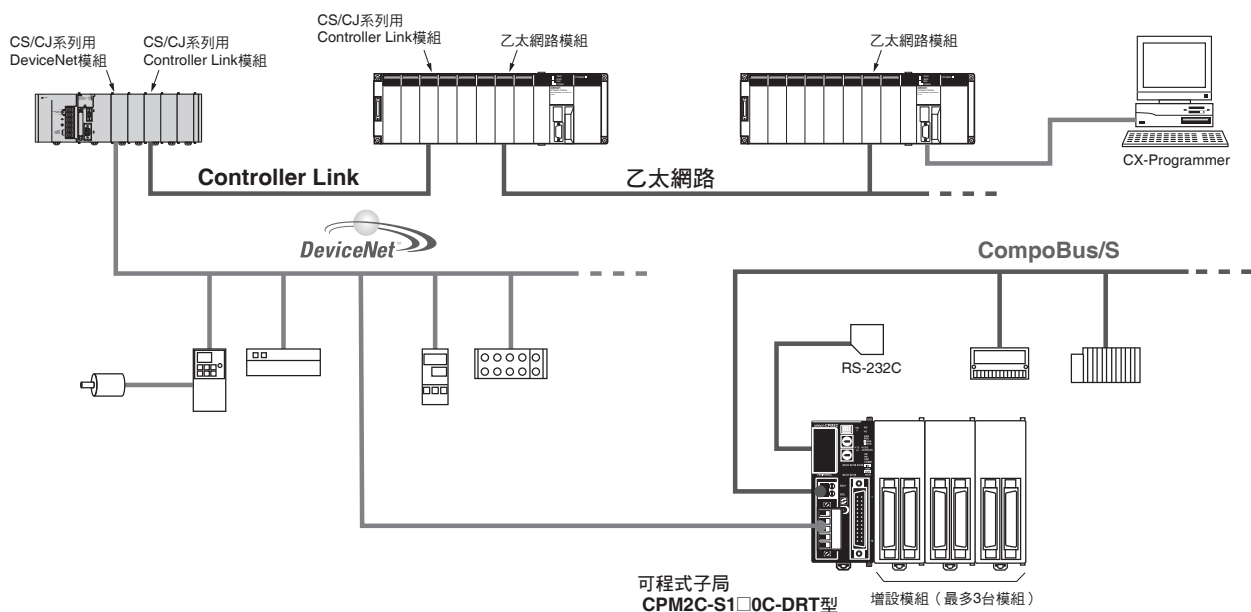 CS/CJ系列用
DeviceNet模組
CS/CJ系列用
Controller Link模組
CS/CJ系列用
Controller Link模組
乙太網路模組
乙太網路模組
CX-Programmer
Controller Link
乙太網路
DeviceNet
CompoBus/S
RS-232C
可程式子局
CPM2C-S1□0C-DRT型
增設模組（最多3台模組）